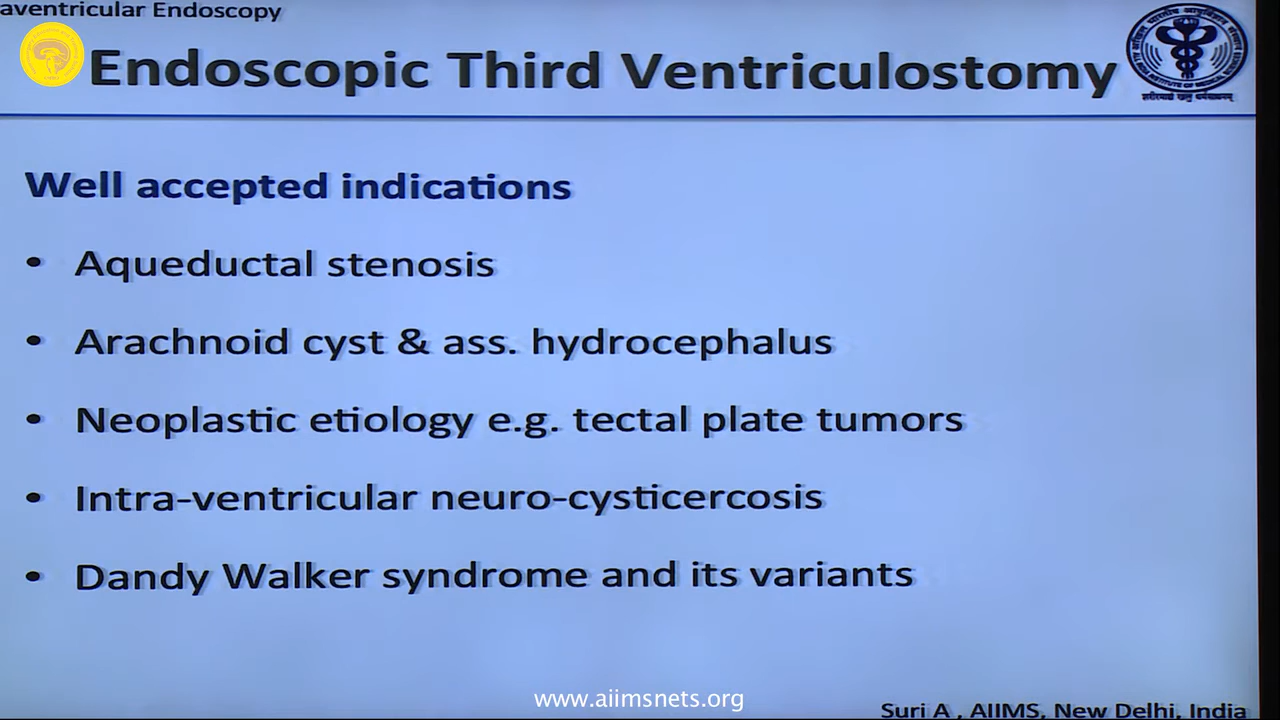 aventricular Endoscopy
Endoscopic Third Ventriculostomy
Well accepted indications
• Aqueductal stenosis
• Arachnoid cyst & ass. hydrocephalus
• Neoplastic etiology e.g. tectal plate tumors
• Intra-ventricular neuro-cysticercosis
• Dandy Walker syndrome and its variants
www.aiimsnets.org
Suri A , AIIMS, New Delhi, India